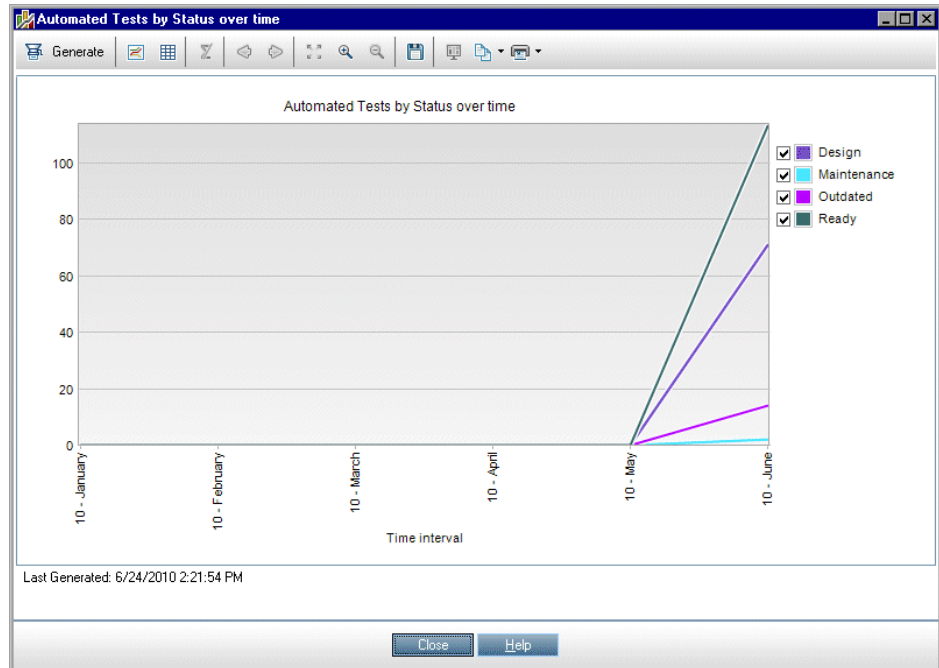 Automated Tests by Status over time
Generate
Automated Tests by Status over time
100
80
60
40
20
0
Design
Maintenance
Outdated
Ready
10 - January
10 - February
10 - March
10 - April
10 - May
10 - June
Time interval
Last Generated: 6/24/2010 2:21:54 PM
Close
Help